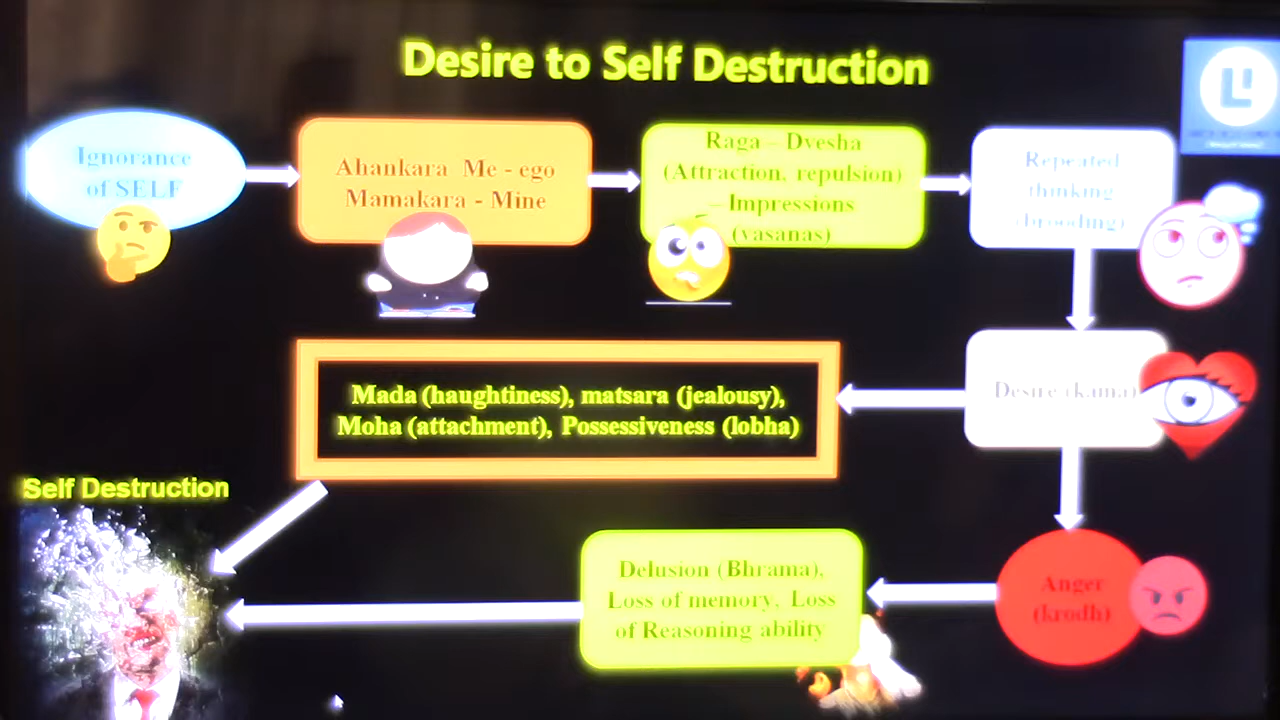 Desire to Self Destruction
Ignorance
of SELF
Ahankara Me - ego
Mamakara - Mine
Raga – Dvesha
(Attraction, repulsion)
– Impressions
(vasanas)
Repeated
thinking
(brooding)
Desire (kama)
Mada (haughtiness), matsara (jealousy),
Moha (attachment), Possessiveness (lobha)
Self Destruction
Delusion (Bhrama),
Loss of memory, Loss
of Reasoning ability
Anger
(krodh)